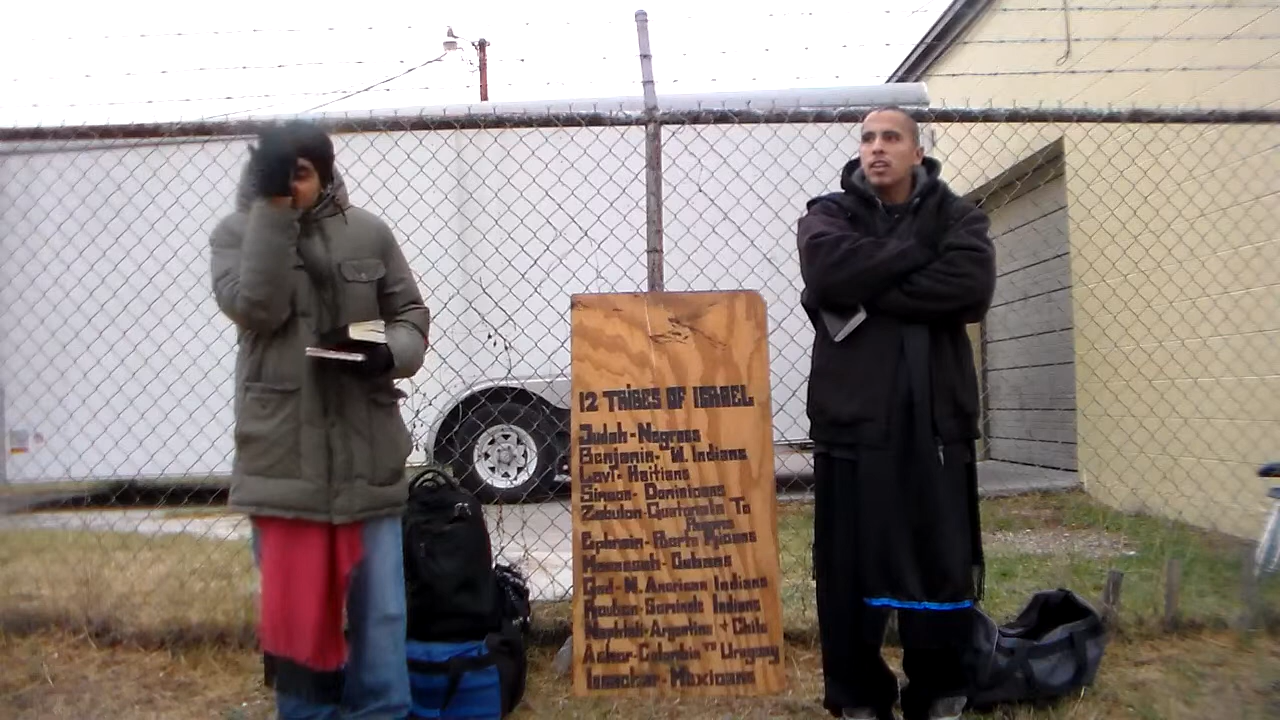 12 TRIBES OF ISRAEL
Judah - Negroes
Benjamin - W. Indians
Levi - Haitians
Simeon - Dominicans
Zebulon - Guatemala To
Panama
Ephraim - Puerto Ricans
Manasseh - Cubans
Gad - N. American Indians
Reuben - Seminole Indians
Naphtali - Argentina + Chile
Asher - Colombia To Uruguay
Issachar - Mexicans